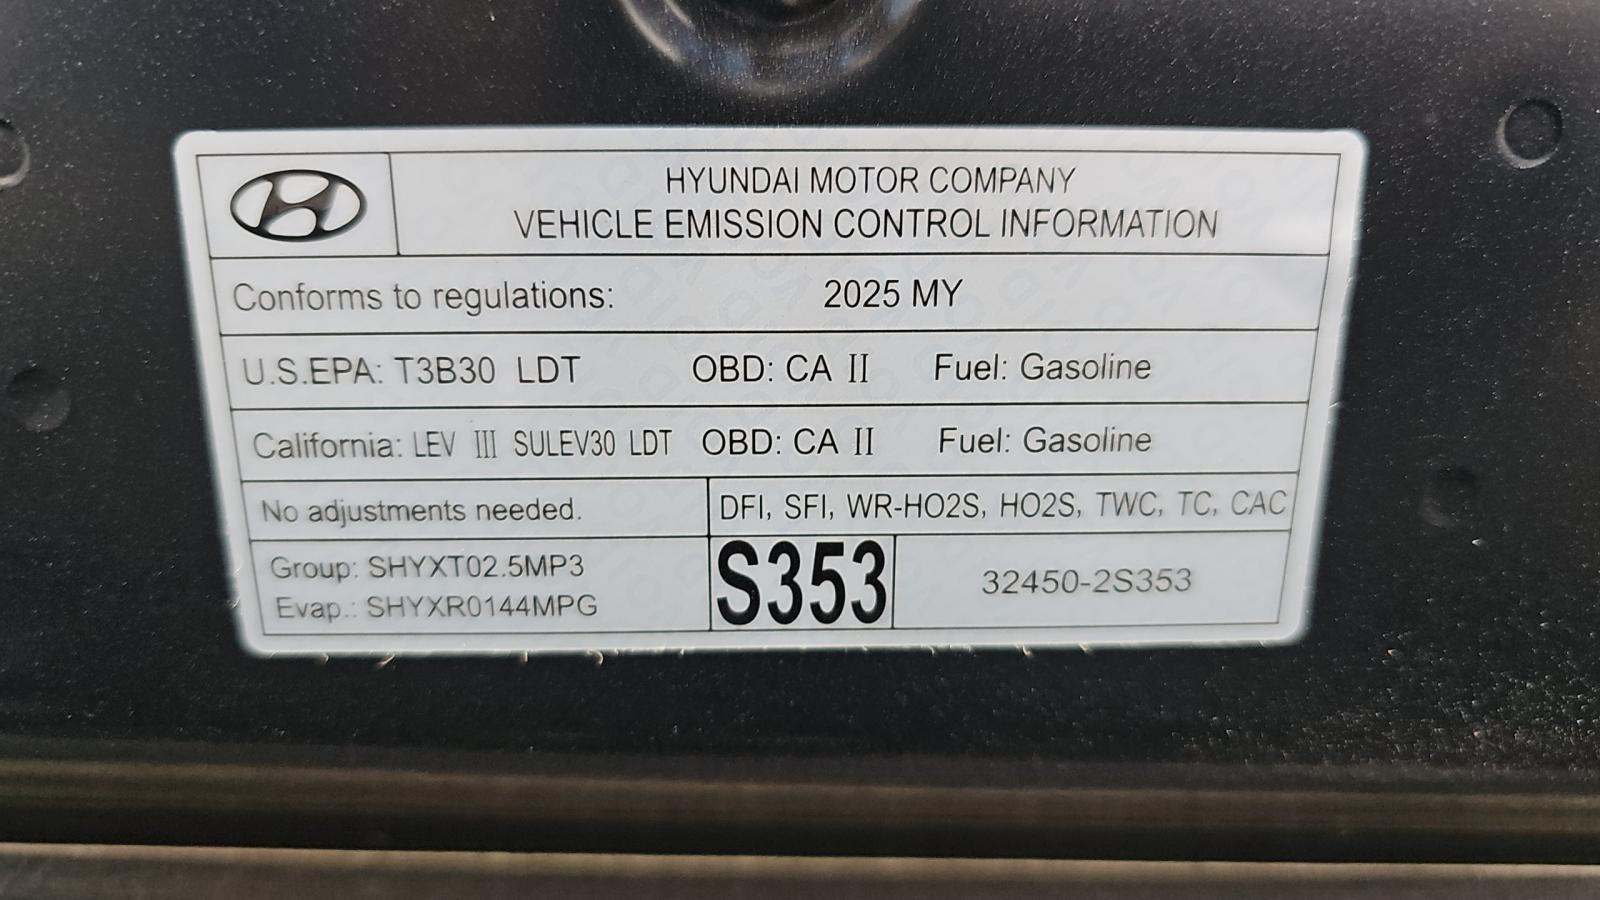 HYUNDAI MOTOR COMPANY
VEHICLE EMISSION CONTROL INFORMATION
Conforms to regulations: 2025 MY
U.S.EPA: T3B30 LDT OBD: CA II Fuel: Gasoline
California: LEV III SULEV30 LDT OBD: CA II Fuel: Gasoline
No adjustments needed. DFI, SFI, WR-HO2S, HO2S, TWC, TC, CAC
Group: SHYXT02.5MP3
Evap.: SHYXR0144MPG
S353
32450-2S353